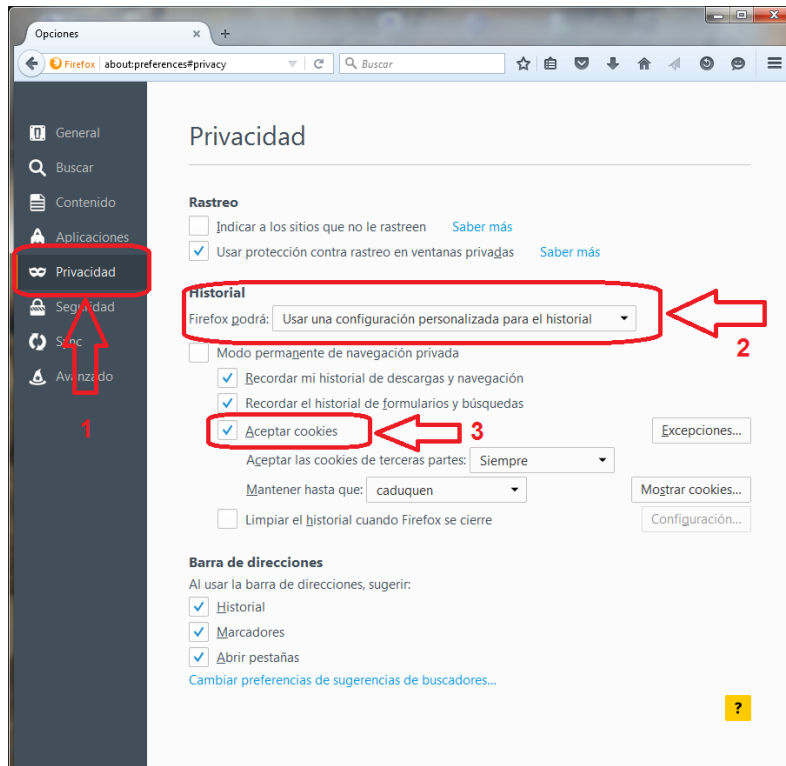 Opciones
Firefox about:preferences#privacy Buscar
General
Buscar
Contenido
Aplicaciones
Privacidad
Seguridad
Sync
Avanzado
1
Privacidad
Rastreo
Indicar a los sitios que no le rastreen Saber más
Usar protección contra rastreo en ventanas privadas Saber más
Historial
Firefox podrá: Usar una configuración personalizada para el historial
2
Modo permanente de navegación privada
Recordar mi historial de descargas y navegación
Recordar el historial de formularios y búsquedas
Aceptar cookies 3 Excepciones...
Aceptar las cookies de terceras partes: Siempre
Mantener hasta que: caduquen Mostrar cookies...
Limpiar el historial cuando Firefox se cierre Configuración...
Barra de direcciones
Al usar la barra de direcciones, sugerir:
Historial
Marcadores
Abrir pestañas
Cambiar preferencias de sugerencias de buscadores...
?